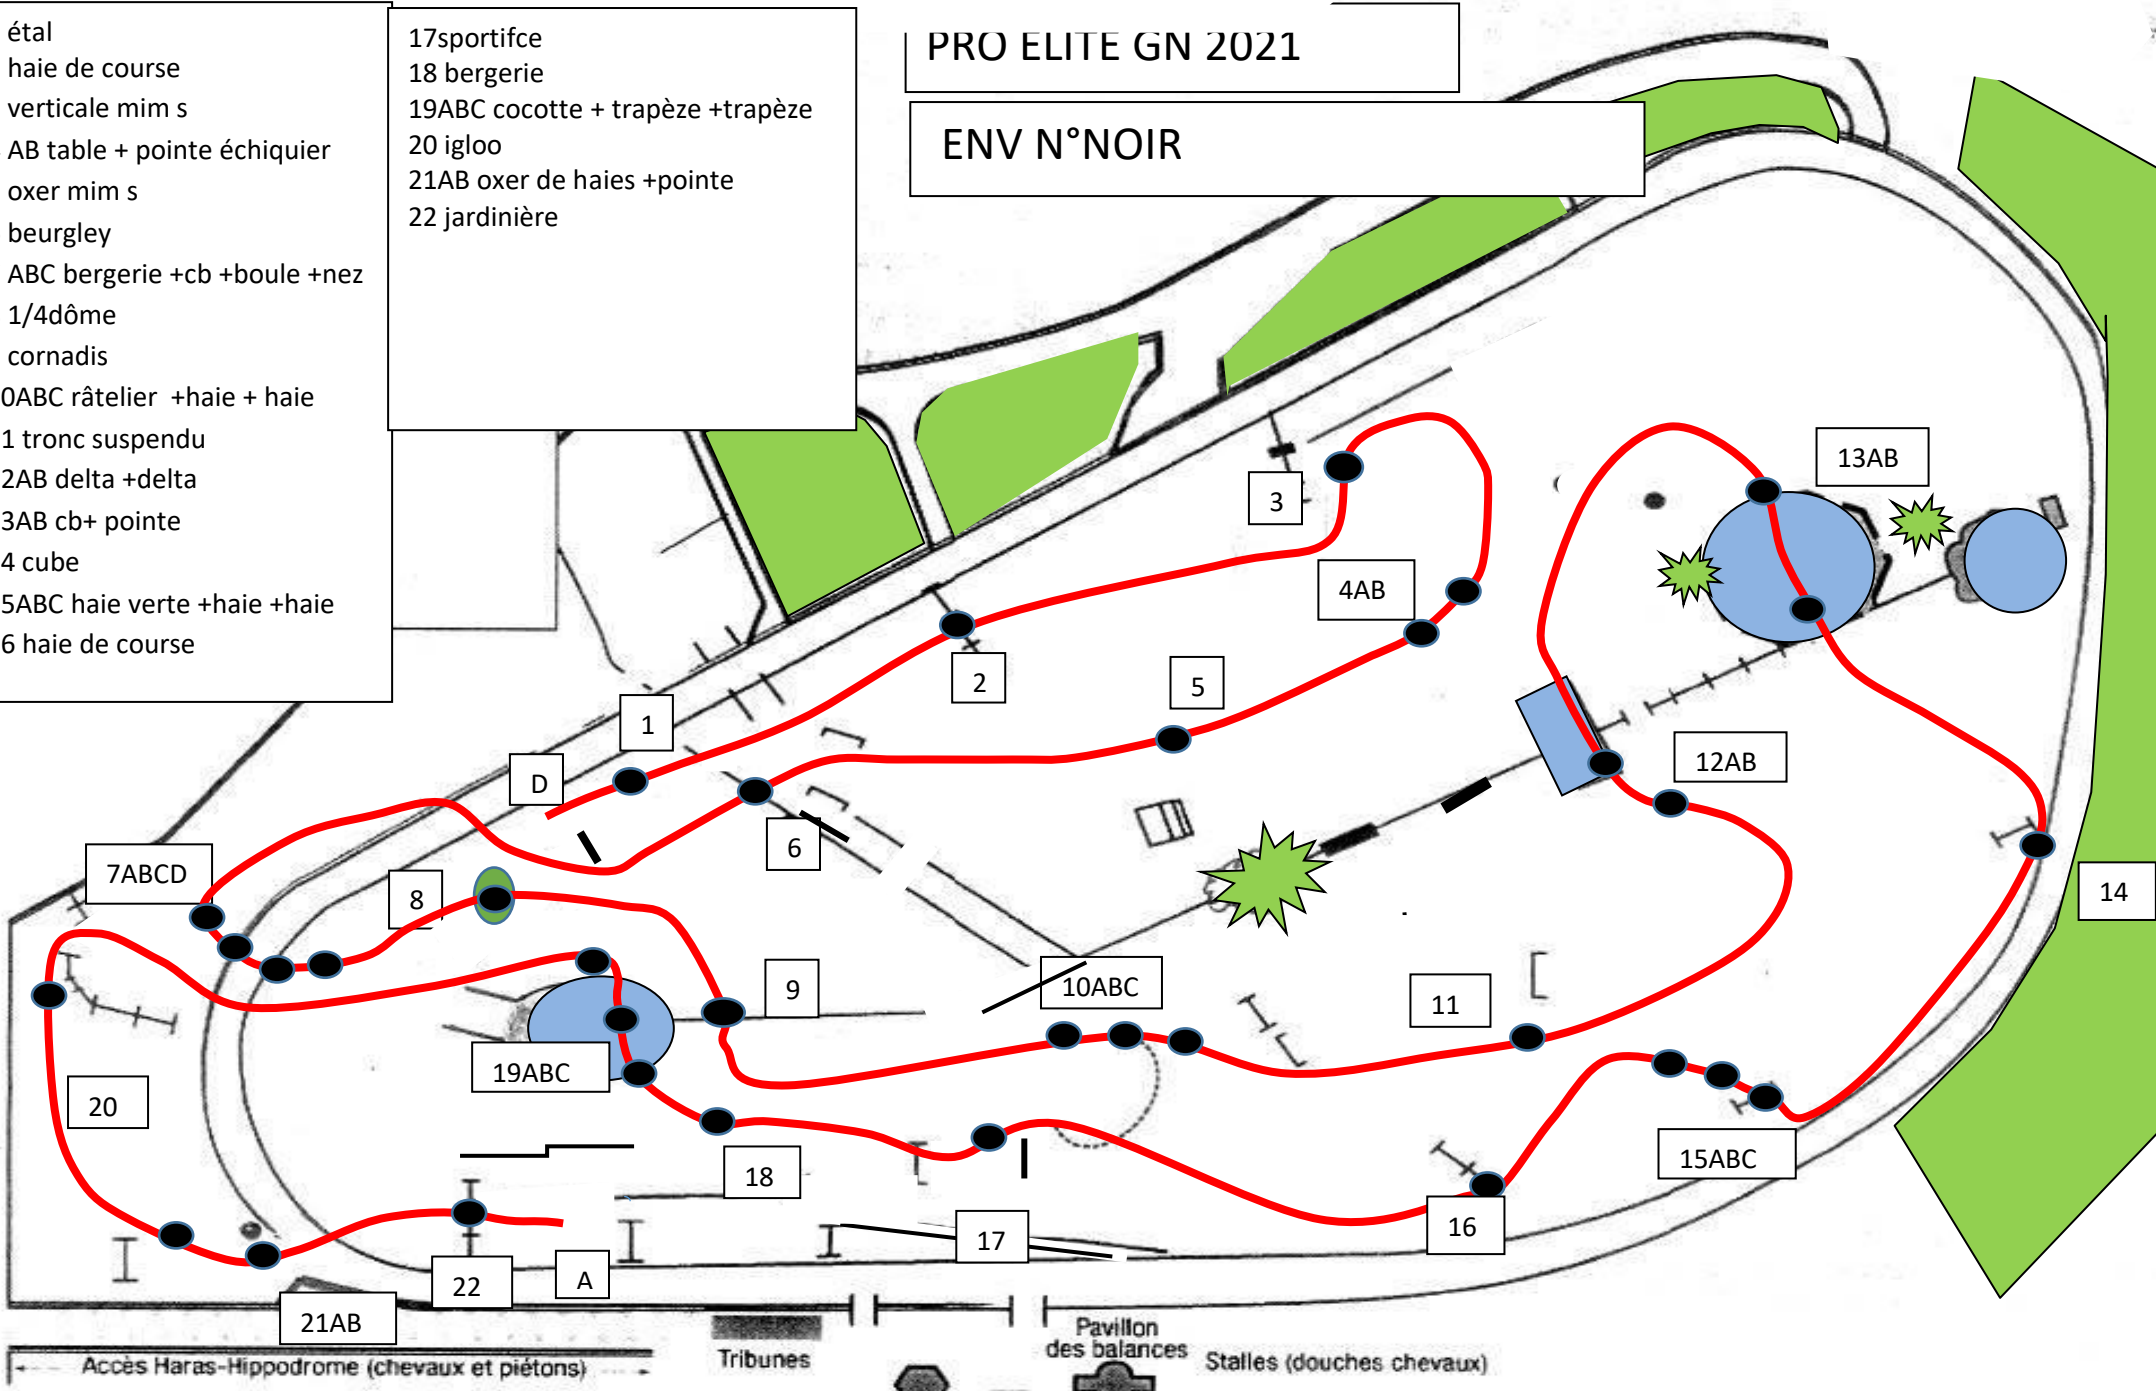 étal
haie de course
verticale mim s
AB table + pointe échiquier
oxer mim s
beurgley
ABC bergerie +cb +boule +nez
1/4dôme
cornadis
0ABC râtelier +haie + haie
1 tronc suspendu
2AB delta +delta
3AB cb+ pointe
4 cube
5ABC haie verte +haie +haie
6 haie de course
17sportifce
18 bergerie
19ABC cocotte + trapèze +trapèze
20 igloo
21AB oxer de haies +pointe
22 jardinière
PRO ELITE GN 2021
ENV N°NOIR
13AB
3
4AB
2
5
1
D
12AB
6
7ABCD
8
14
9
10ABC
11
19ABC
20
18
15ABC
16
17
22
A
21AB
Accès Haras-Hippodrome (chevaux et piétons)
Tribunes
Pavillon
des balances
Stalles (douches chevaux)